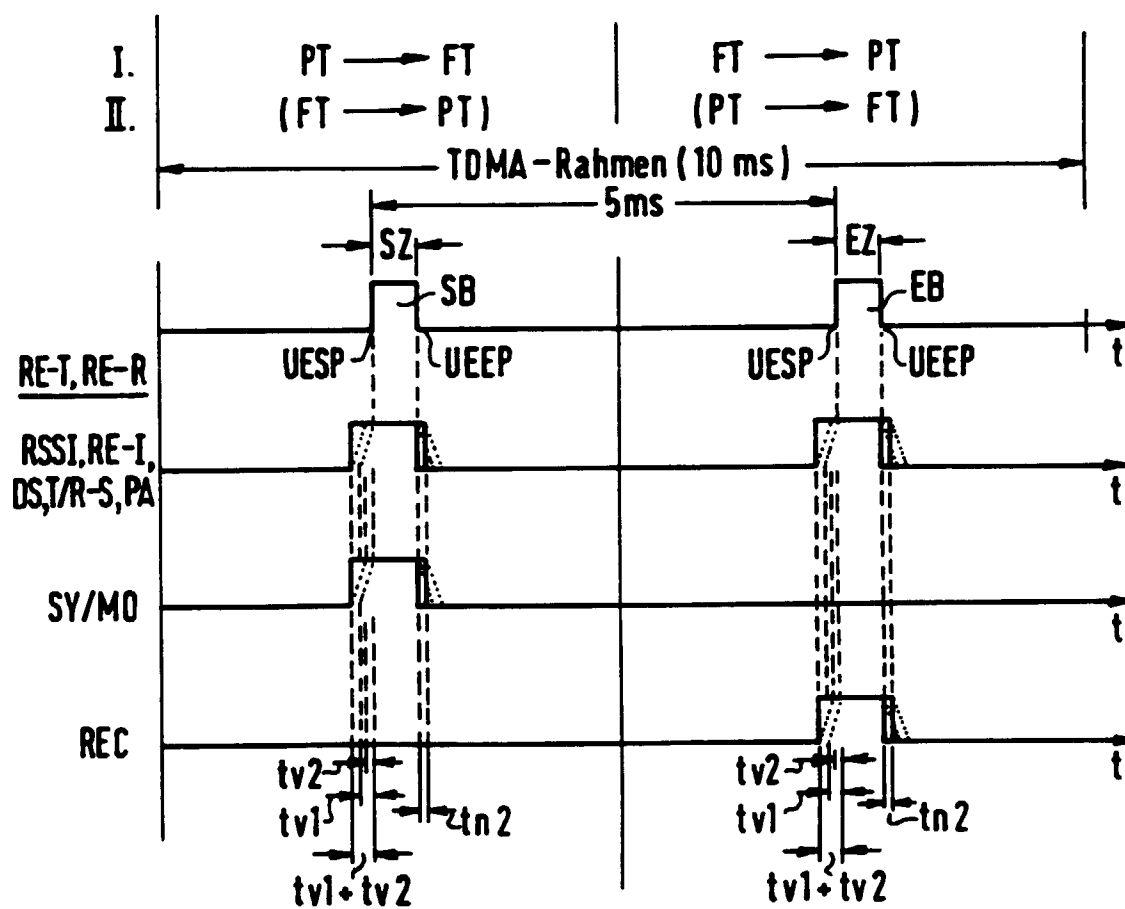 I. PT → FT FT → PT
II. (FT → PT) (PT → FT)
TDMA-Rahmen (10 ms)
5ms
SZ EZ
SB EB
UESP UEEP UESP UEEP t
RE-T, RE-R
RSSI, RE-I,
DS,T/R-S, PA t
SY/MO t
REC t
tv2 tv2
tv1 tn2 tv1 tn2
tv1+tv2 tv1+tv2